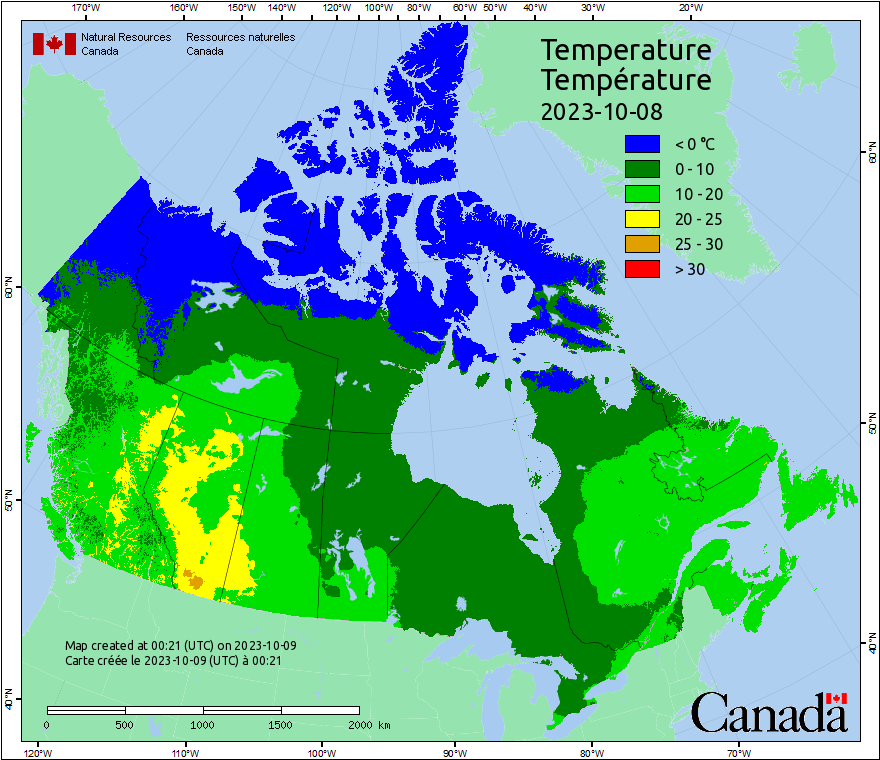 170°W 160°W 150°W 140°W 130°W 120°W 110°W 100°W 90°W 80°W 70°W 60°W 50°W 40°W 30°W 20°W
Natural Resources Ressources naturelles
Canada Canada
Temperature
Température
2023-10-08
< 0 °C
0 - 10
10 - 20
20 - 25
25 - 30
> 30
60°N
60°N
50°N
50°N
40°N
40°N
Map created at 00:21 (UTC) on 2023-10-09
Carte créée le 2023-10-09 (UTC) à 00:21
0 500 1000 1500 2000 km
Canada
120°W 110°W 100°W 90°W 80°W 70°W